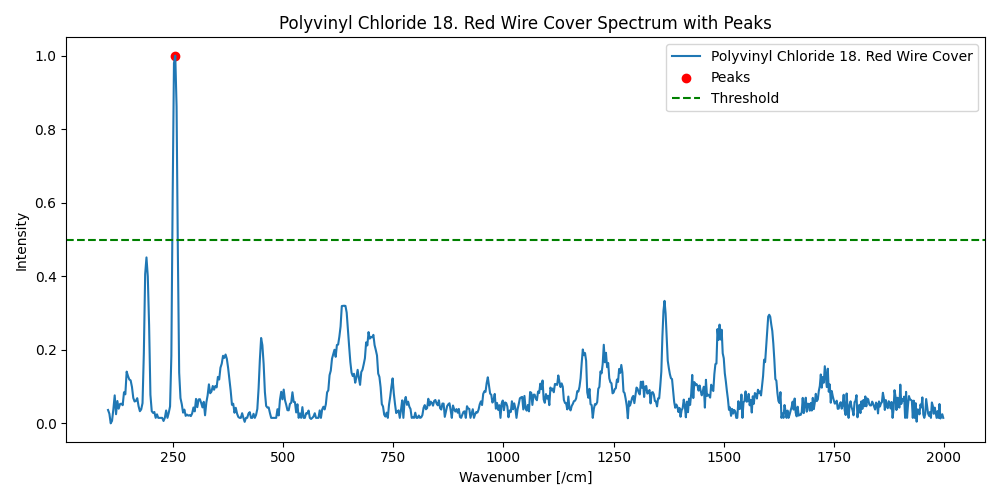 Polyvinyl Chloride 18. Red Wire Cover Spectrum with Peaks
Polyvinyl Chloride 18. Red Wire Cover
Peaks
Threshold
1.0
0.8
0.6
0.4
0.2
0.0
Intensity
250 500 750 1000 1250 1500 1750 2000
Wavenumber [/cm]